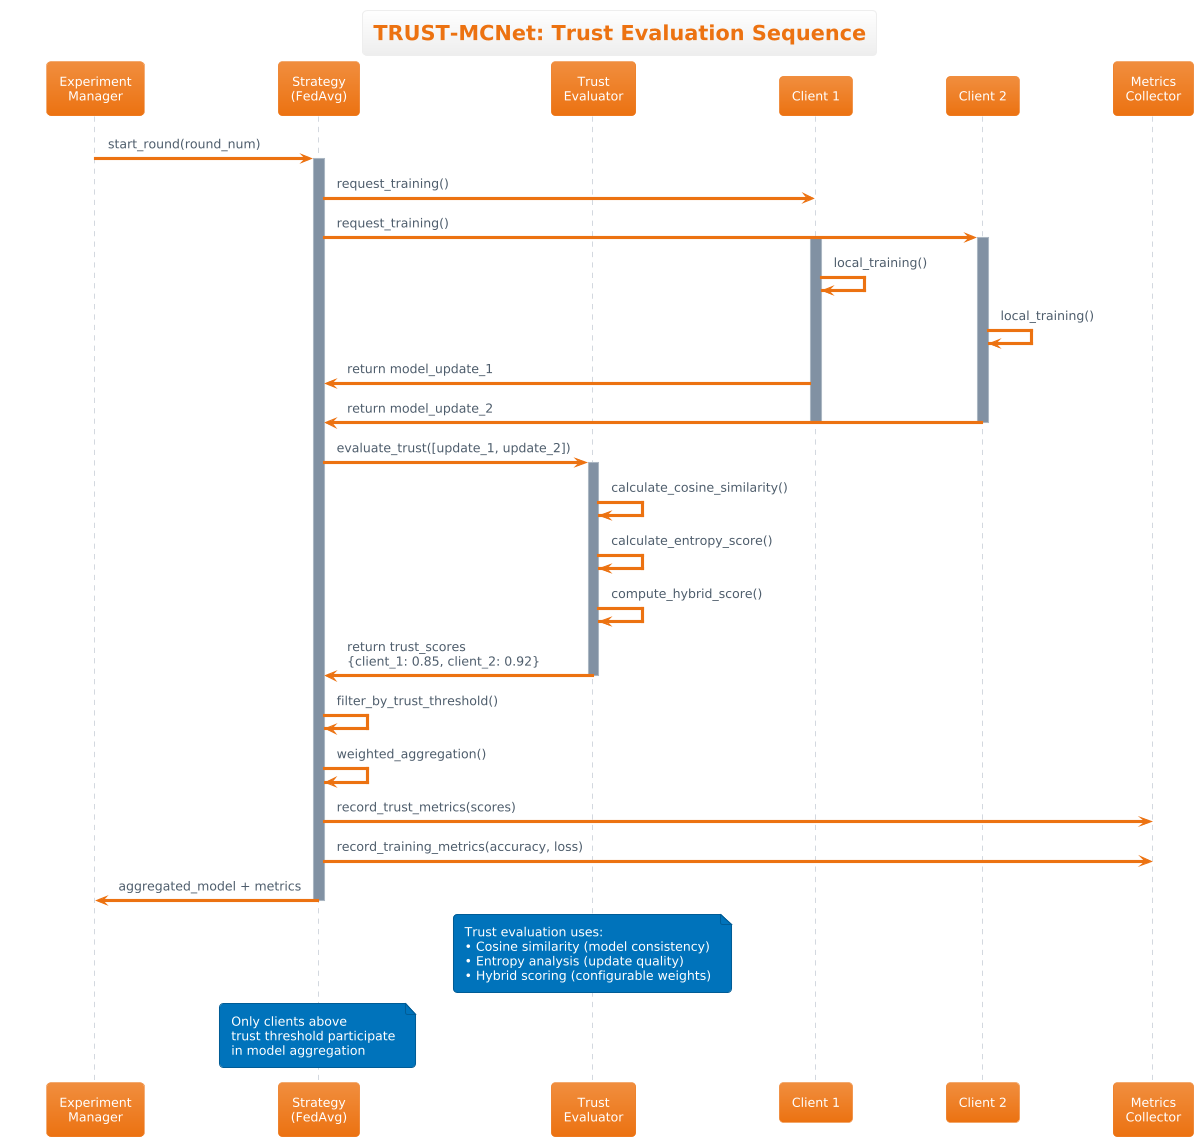 TRUST-MCNet: Trust Evaluation Sequence
Experiment
Manager
Strategy
(FedAvg)
Trust
Evaluator
Client 1
Client 2
Metrics
Collector
start_round(round_num)
request_training()
request_training()
local_training()
local_training()
return model_update_1
return model_update_2
evaluate_trust([update_1, update_2])
calculate_cosine_similarity()
calculate_entropy_score()
compute_hybrid_score()
return trust_scores
{client_1: 0.85, client_2: 0.92}
filter_by_trust_threshold()
weighted_aggregation()
record_trust_metrics(scores)
record_training_metrics(accuracy, loss)
aggregated_model + metrics
Trust evaluation uses:
• Cosine similarity (model consistency)
• Entropy analysis (update quality)
• Hybrid scoring (configurable weights)
Only clients above
trust threshold participate
in model aggregation
Experiment
Manager
Strategy
(FedAvg)
Trust
Evaluator
Client 1
Client 2
Metrics
Collector